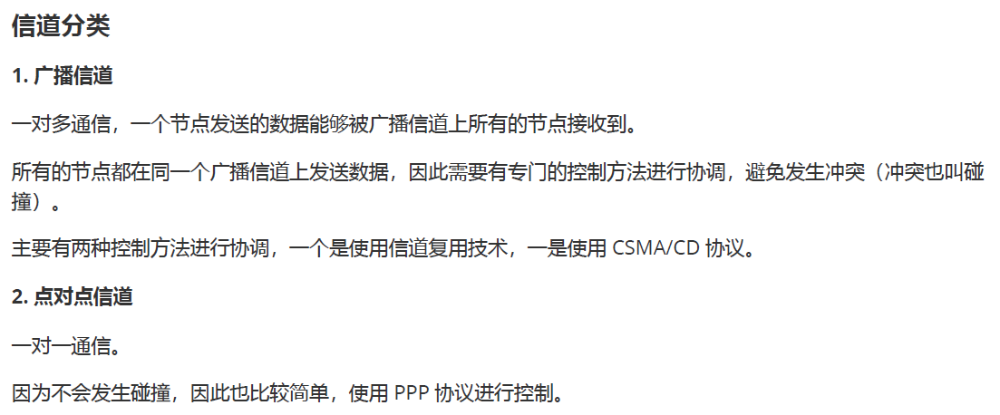 信道分类
1. 广播信道
一对多通信，一个节点发送的数据能够被广播信道上所有的节点接收到。
所有的节点都在同一个广播信道上发送数据，因此需要有专门的控制方法进行协调，避免发生冲突（冲突也叫碰
撞）。
主要有两种控制方法进行协调，一个是使用信道复用技术，一是使用 CSMA/CD 协议。
2. 点对点信道
一对一通信。
因为不会发生碰撞，因此也比较简单，使用 PPP 协议进行控制。